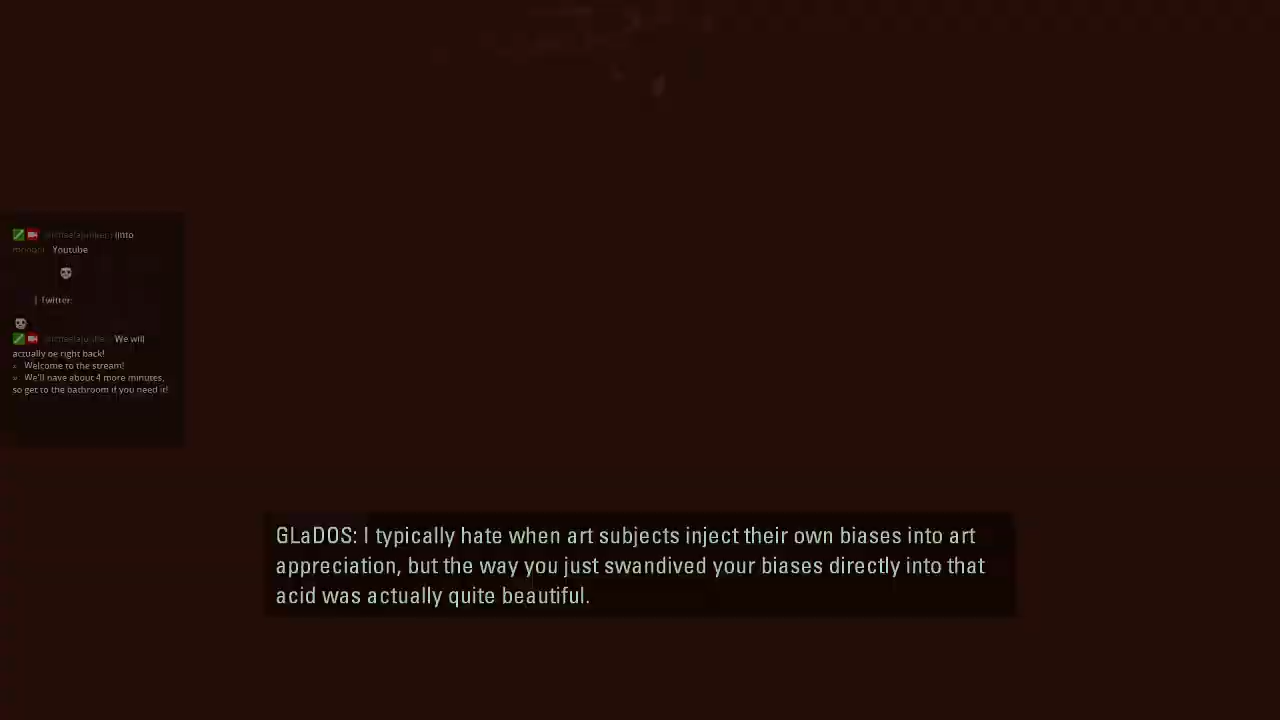 Youtube
| Twitter:
We will
actually be right back!
Welcome to the stream!
We'll have about 4 more minutes,
so get to the bathroom if you need it!
GLaDOS: I typically hate when art subjects inject their own biases into art
appreciation, but the way you just swandived your biases directly into that
acid was actually quite beautiful.